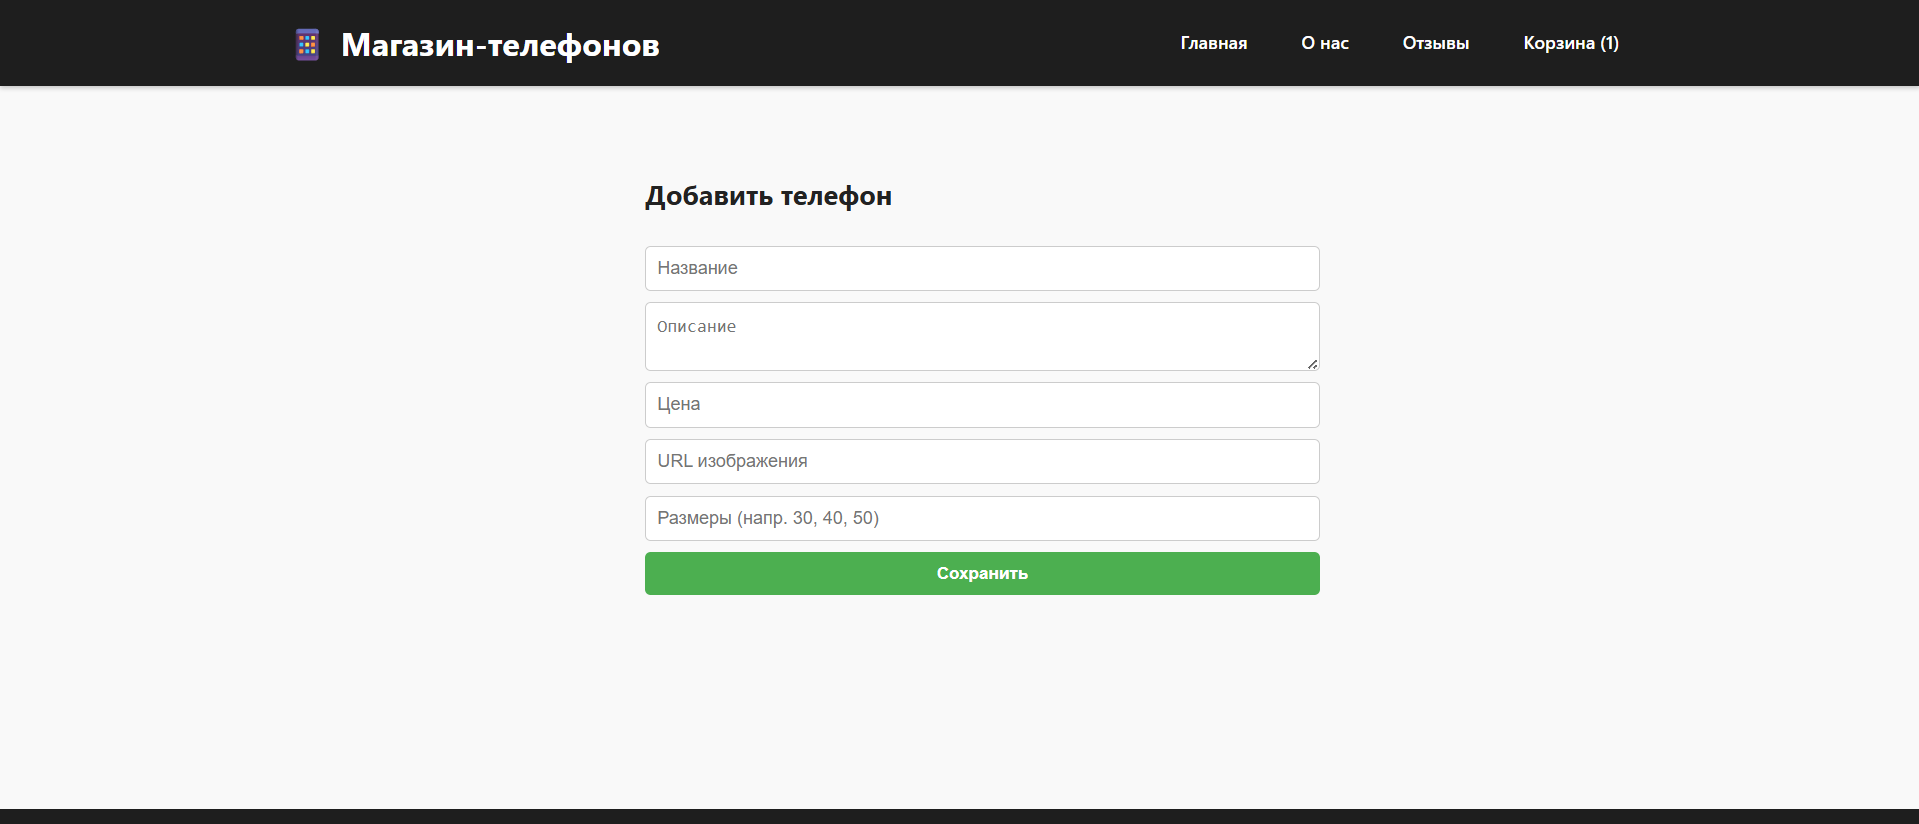 Магазин-телефонов
Главная О нас Отзывы Корзина (1)
Добавить телефон
Название
Описание
Цена
URL изображения
Размеры (напр. 30, 40, 50)
Сохранить